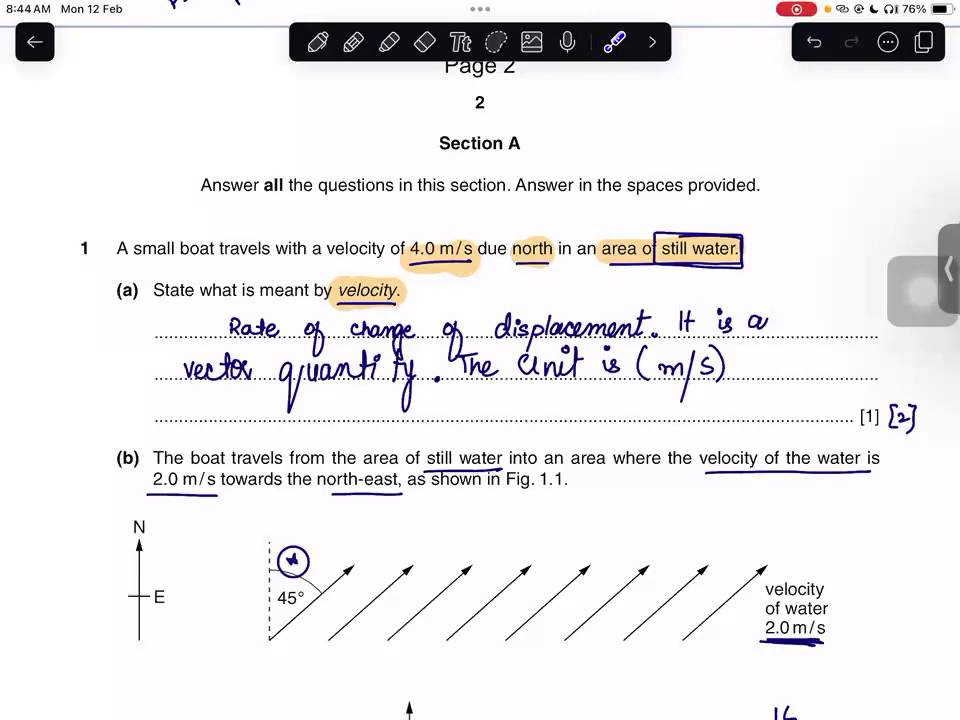 8:44 AM Mon 12 Feb
76%
Tt
Page 2
2
Section A
Answer all the questions in this section. Answer in the spaces provided.
1 A small boat travels with a velocity of 4.0 m/s due north in an area of still water.
(a) State what is meant by velocity.
Rate of change of displacement. It is a
vector quantity. The Unit is (m/s)
[1] [2]
(b) The boat travels from the area of still water into an area where the velocity of the water is
2.0 m/s towards the north-east, as shown in Fig. 1.1.
N
E
45°
velocity
of water
2.0 m/s